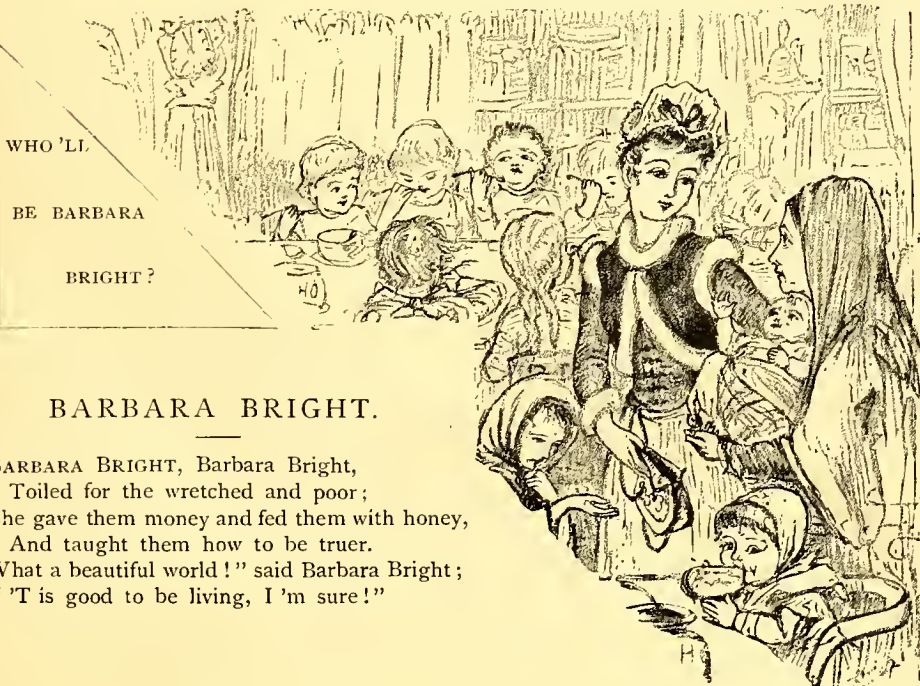 WHO 'LL
BE BARBARA
BRIGHT?
BARBARA BRIGHT.
ARBARA BRIGHT, Barbara Bright,
Toiled for the wretched and poor;
he gave them money and fed them with honey,
And taught them how to be truer.
What a beautiful world!" said Barbara Bright;
'T is good to be living, I 'm sure!"
HO
H